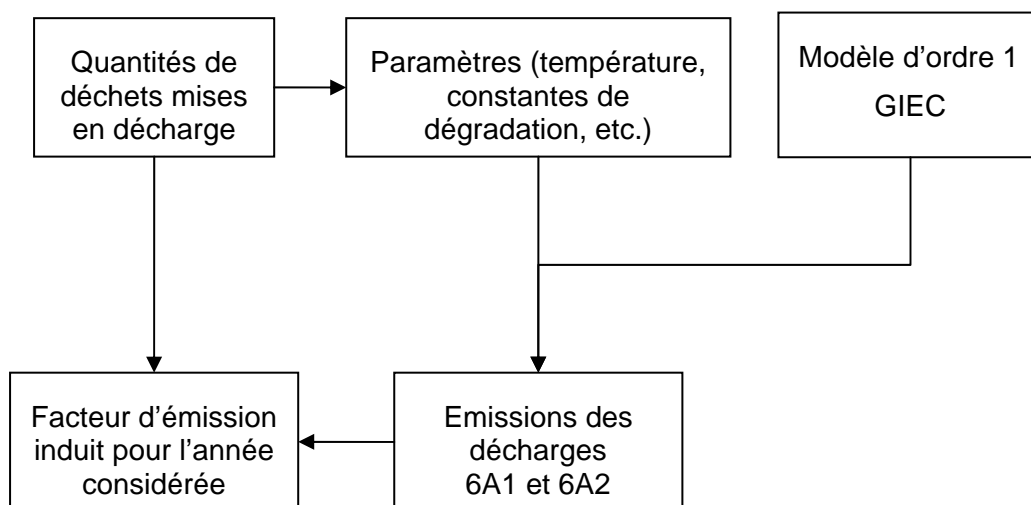 Quantités de
déchets mises
en décharge
Paramètres (température,
constantes de
dégradation, etc.)
Modèle d'ordre 1
GIEC
Facteur d'émission
induit pour l'année
considérée
Emissions des
décharges
6A1 et 6A2